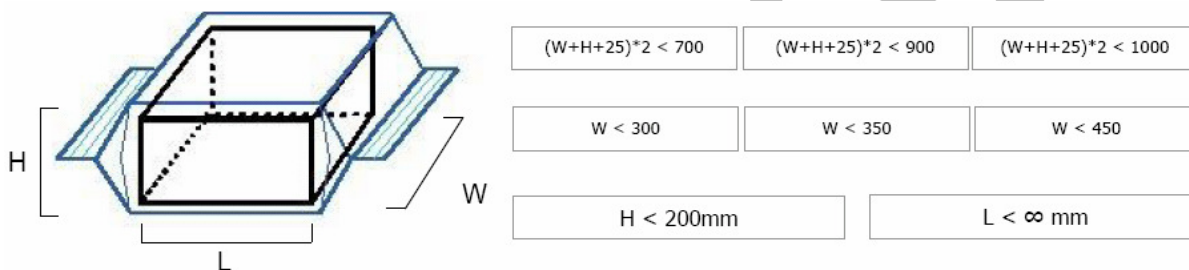 H
W
L
(W+H+25)*2 < 700
(W+H+25)*2 < 900
(W+H+25)*2 < 1000
W < 300
W < 350
W < 450
H < 200mm
L < ∞ mm